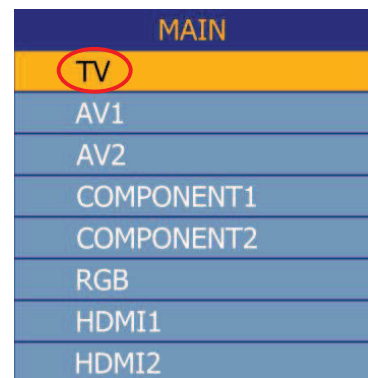 MAIN
TV
AV1
AV2
COMPONENT1
COMPONENT2
RGB
HDMI1
HDMI2